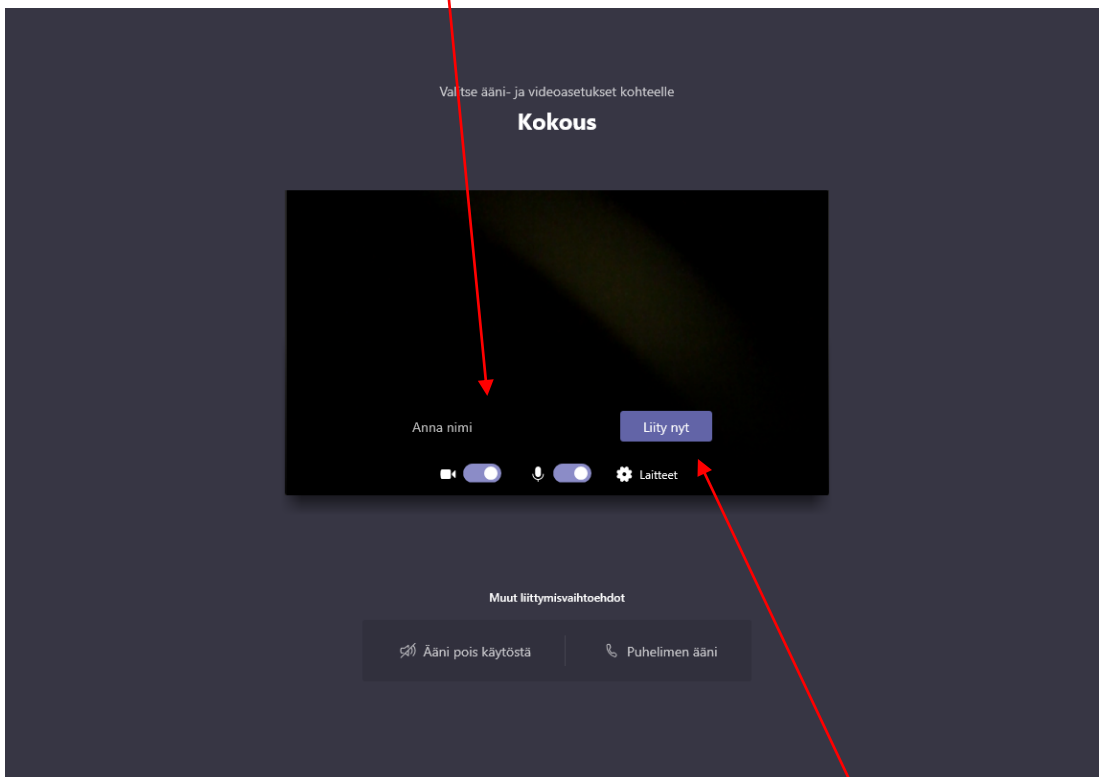 Valitse ääni- ja videoasetukset kohteelle
Kokous
Anna nimi
Liity nyt
Laitteet
Muut liittymisvaihtoehdot
Ääni pois käytöstä
Puhelimen ääni